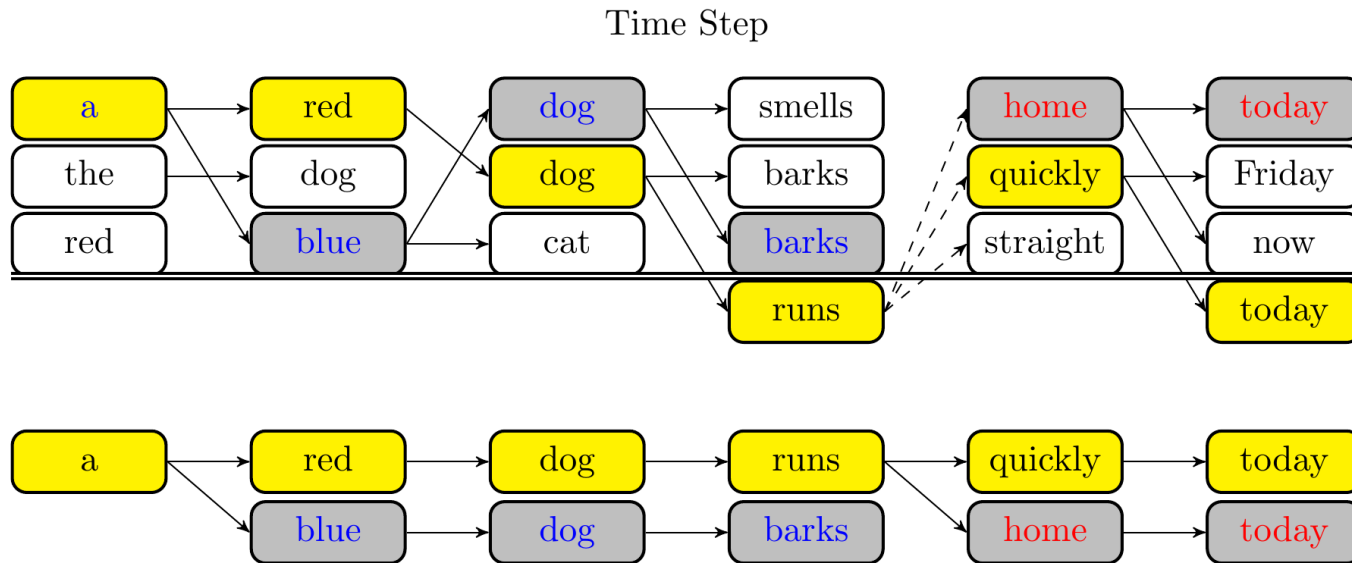 Time Step
a red dog smells home today
the dog dog barks quickly Friday
red blue cat barks straight now
runs today
a red dog runs quickly today
blue dog barks home today